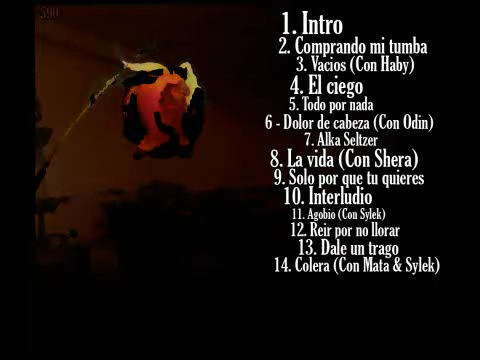 590
1. Intro
2. Comprando mi tumba
3. Vacios (Con Haby)
4. El ciego
5. Todo por nada
6 - Dolor de cabeza (Con Odin)
7. Alka Seltzer
8. La vida (Con Shera)
9. Solo por que tu quieres
10. Interludio
11. Agobio (Con Sylek)
12. Reir por no llorar
13. Dale un trago
14. Colera (Con Mata & Sylek)